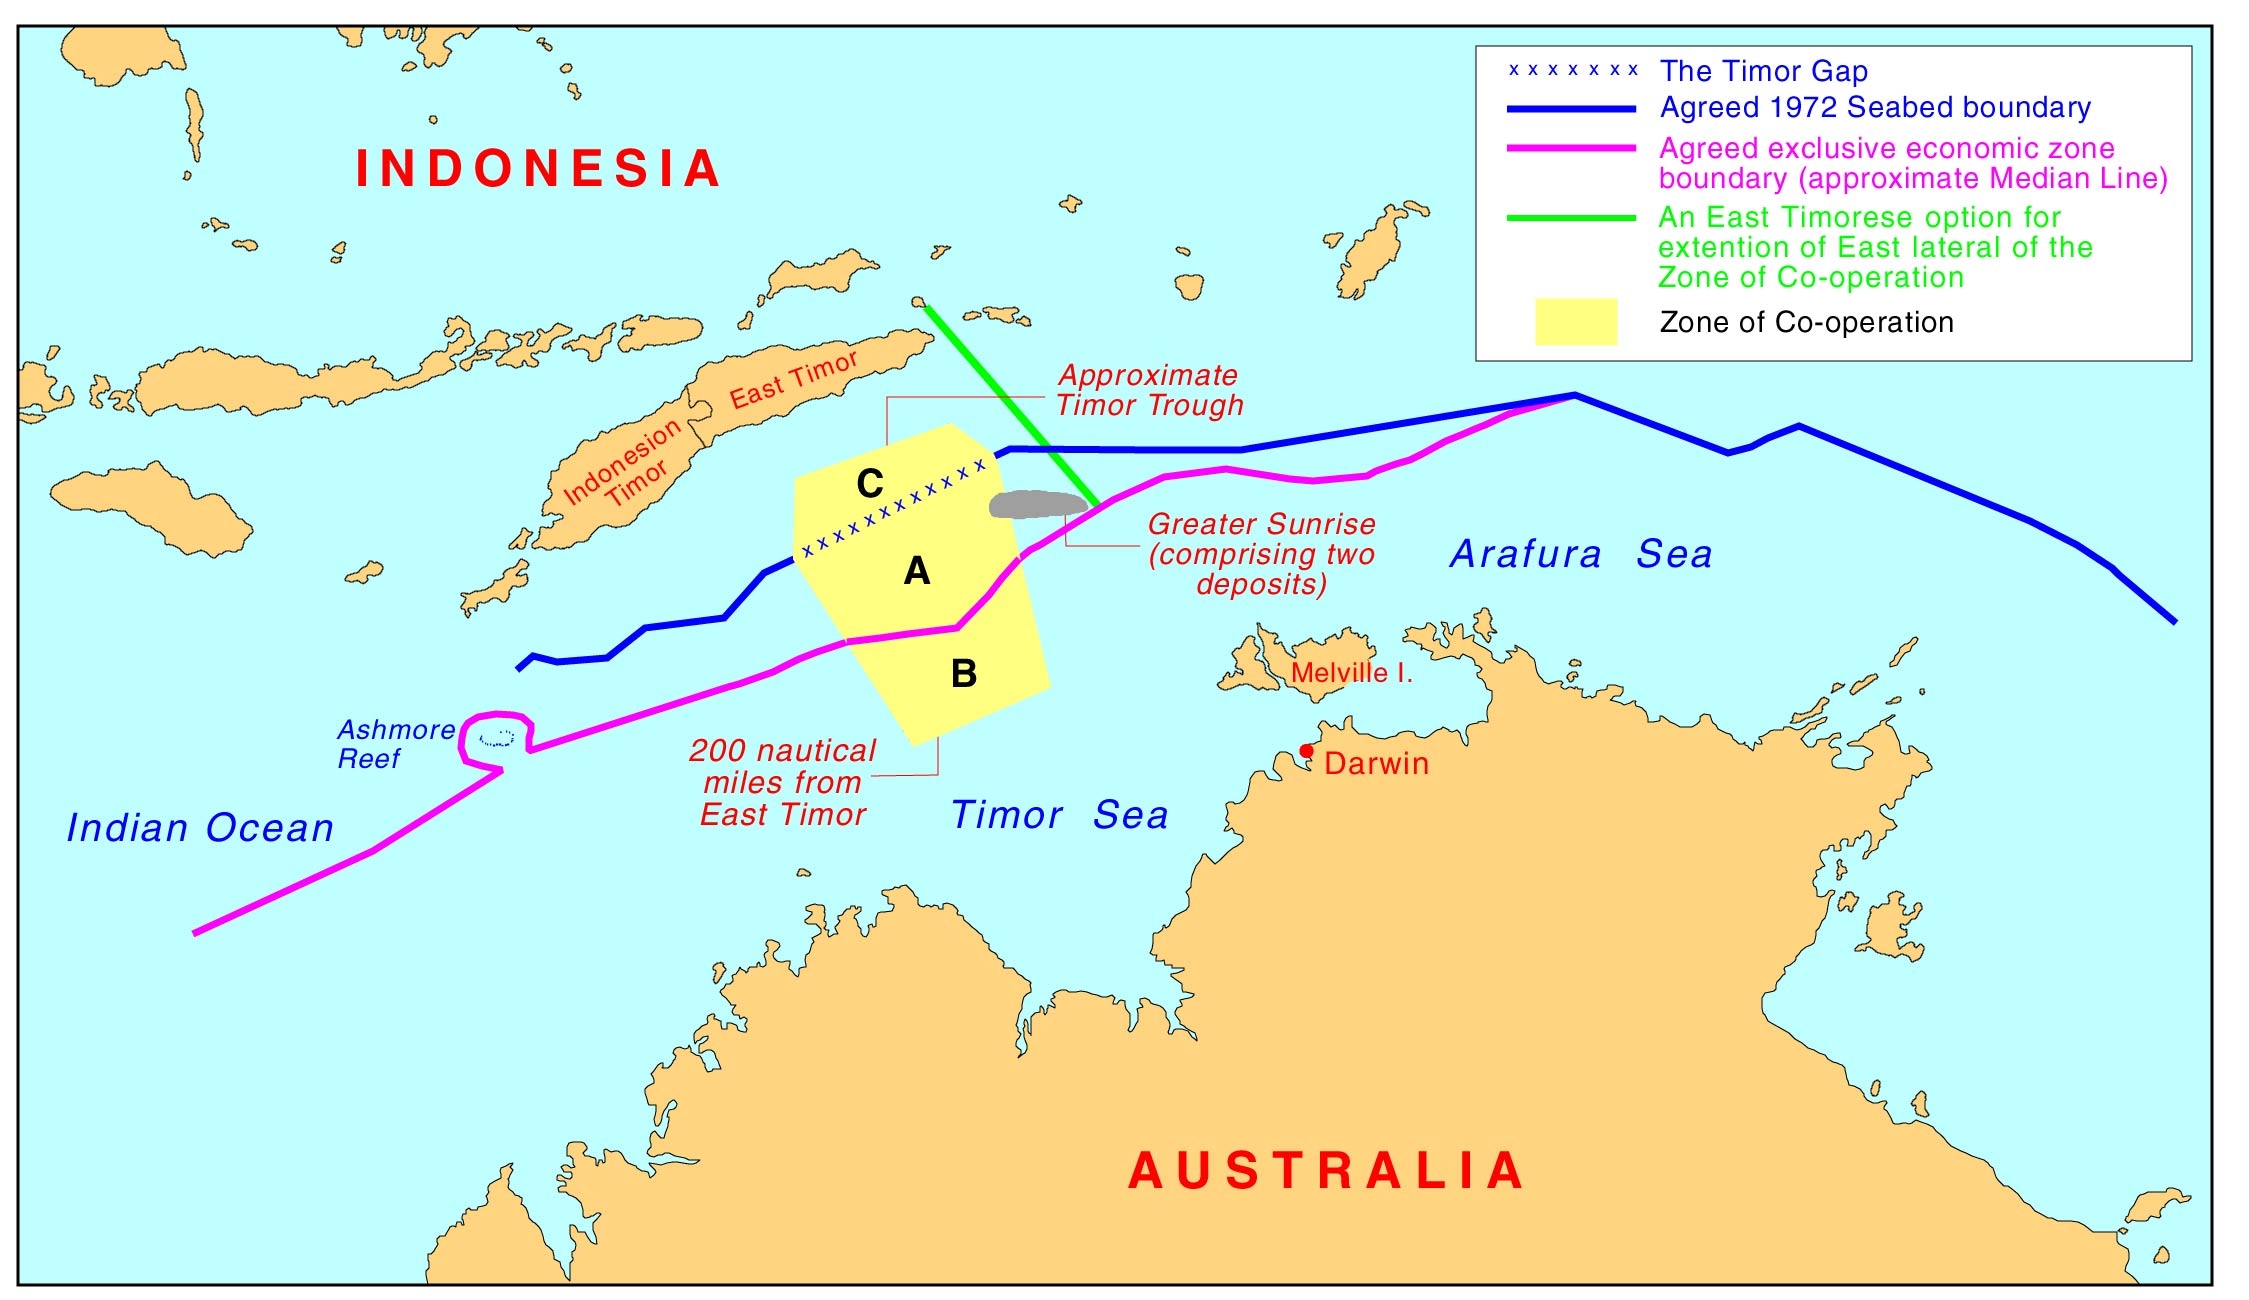 x x x x x x x The Timor Gap
Agreed 1972 Seabed boundary
Agreed exclusive economic zone
boundary (approximate Median Line)
An East Timorese option for
extention of East lateral of the
Zone of Co-operation
Zone of Co-operation
INDONESIA
East Timor
Indonesion
Timor
Approximate
Timor Trough
C
x x x x x x x x x x x x
A
B
Greater Sunrise
(comprising two
deposits)
Arafura Sea
Melville I.
Darwin
Ashmore
Reef
200 nautical
miles from
East Timor
Indian Ocean
Timor Sea
AUSTRALIA